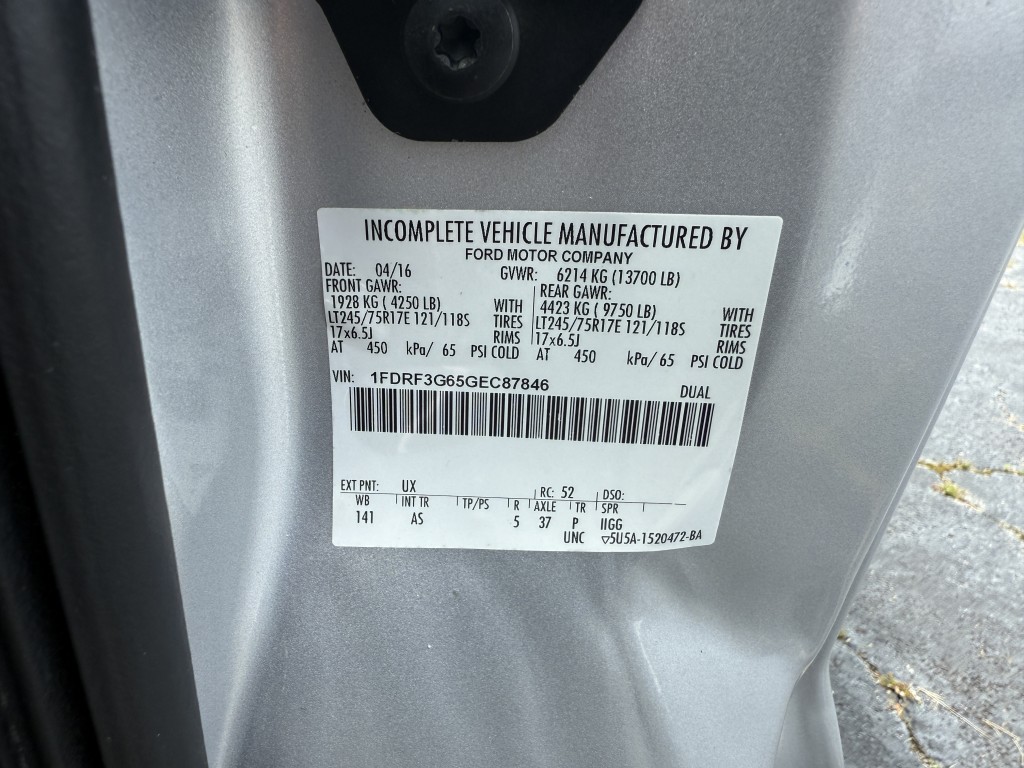 INCOMPLETE VEHICLE MANUFACTURED BY
FORD MOTOR COMPANY
DATE: 04/16 GVWR: 6214 KG (13700 LB)
FRONT GAWR: REAR GAWR:
1928 KG ( 4250 LB) WITH 4423 KG ( 9750 LB) WITH
LT245/75R17E 121/118S TIRES LT245/75R17E 121/118S TIRES
17x6.5J RIMS 17x6.5J RIMS
AT 450 kPa/ 65 PSI COLD AT 450 kPa/ 65 PSI COLD
VIN: 1FDRF3G65GEC87846 DUAL
EXT PNT: UX RC: 52 DSO:
WB INT TR TP/PS R AXLE TR SPR
141 AS 5 37 P IIGG
UNC ▽5U5A-1520472-BA